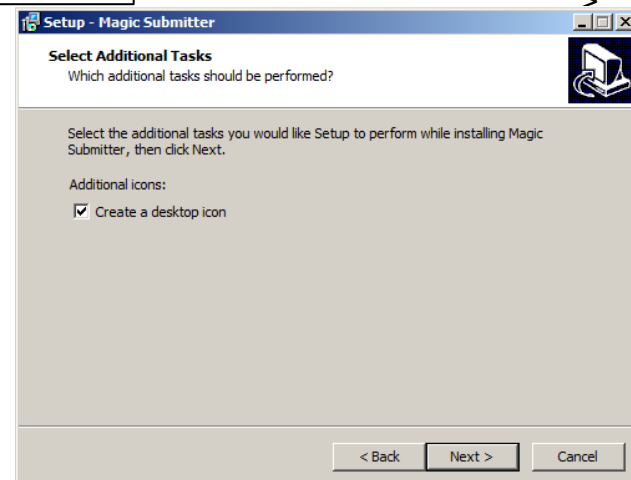 Setup - Magic Submitter
Select Additional Tasks
Which additional tasks should be performed?
Select the additional tasks you would like Setup to perform while installing Magic
Submitter, then click Next.
Additional icons:
Create a desktop icon
< Back Next > Cancel